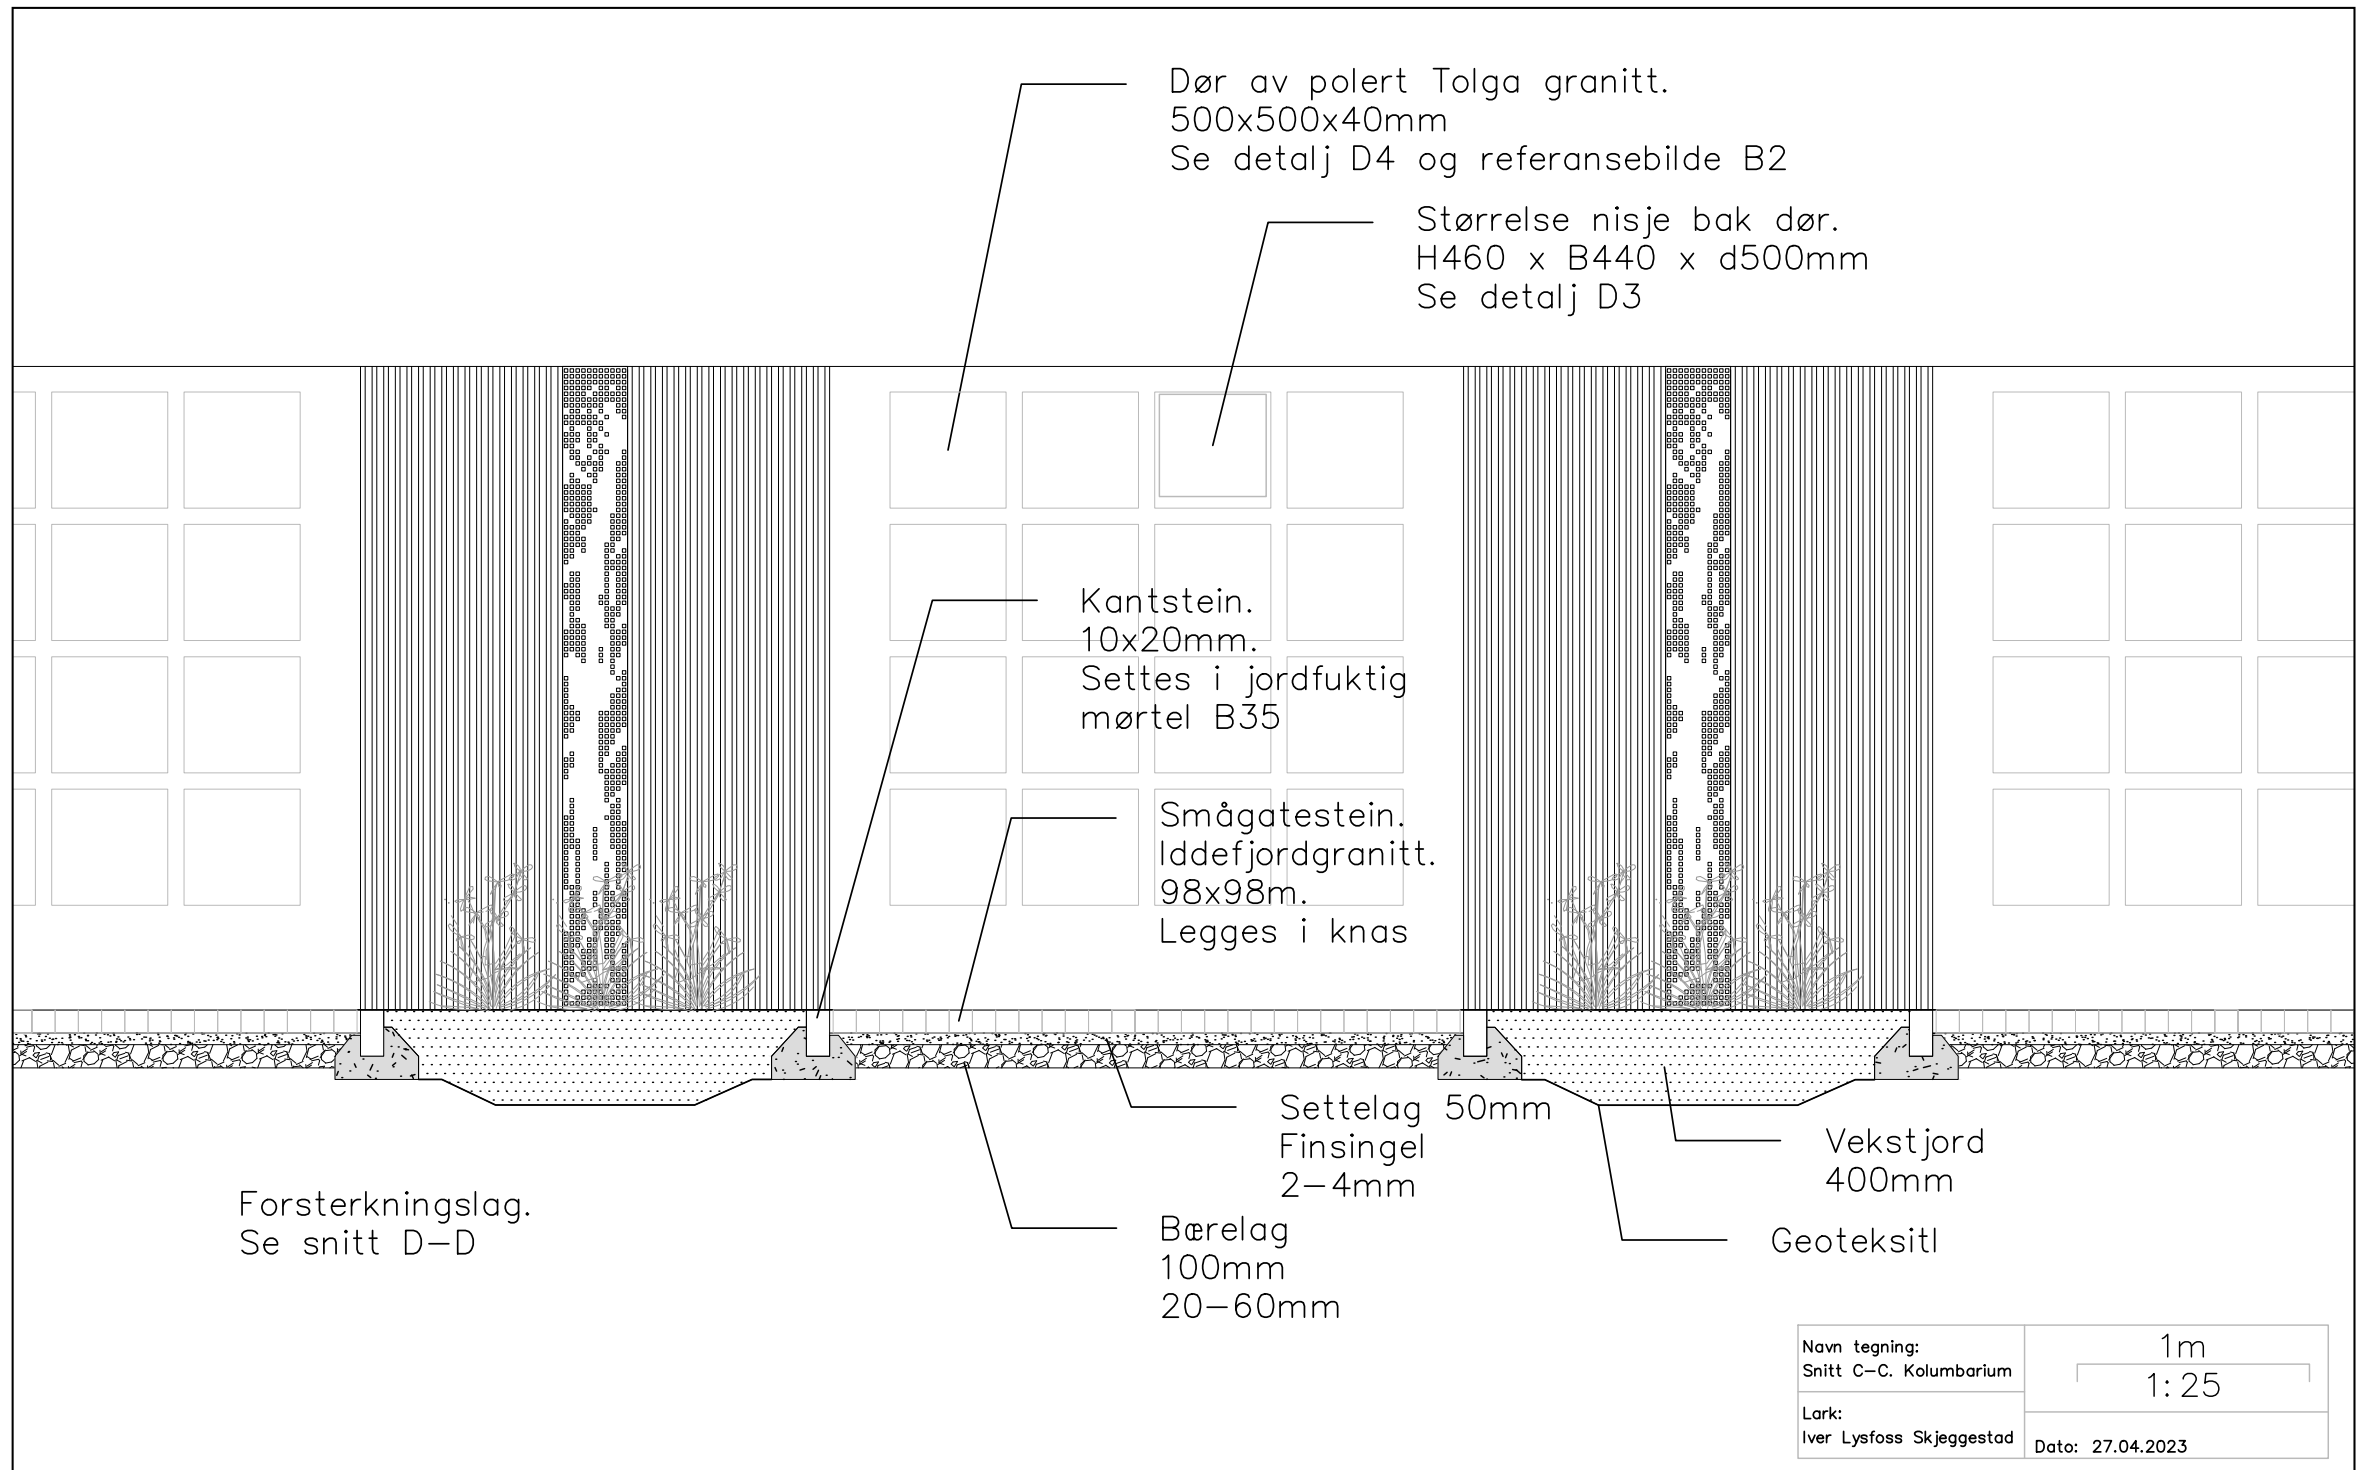 Dør av polert Tolga granitt.
500x500x40mm
Se detalj D4 og referansebilde B2
Størrelse nisje bak dør.
H460 x B440 x d500mm
Se detalj D3
Kantstein.
10x20mm.
Settes i jordfuktig
mørtel B35
Smågatestein.
Iddefjordgranitt.
98x98m.
Legges i knas
Settelag 50mm
Finsingel
2-4mm
Vekstjord
400mm
Forsterkningslag.
Se snitt D-D
Bærelag
100mm
20-60mm
Geoteksitl
Navn tegning:
Snitt C-C. Kolumbarium
1m
1:25
Lark:
Iver Lysfoss Skjeggestad
Dato: 27.04.2023